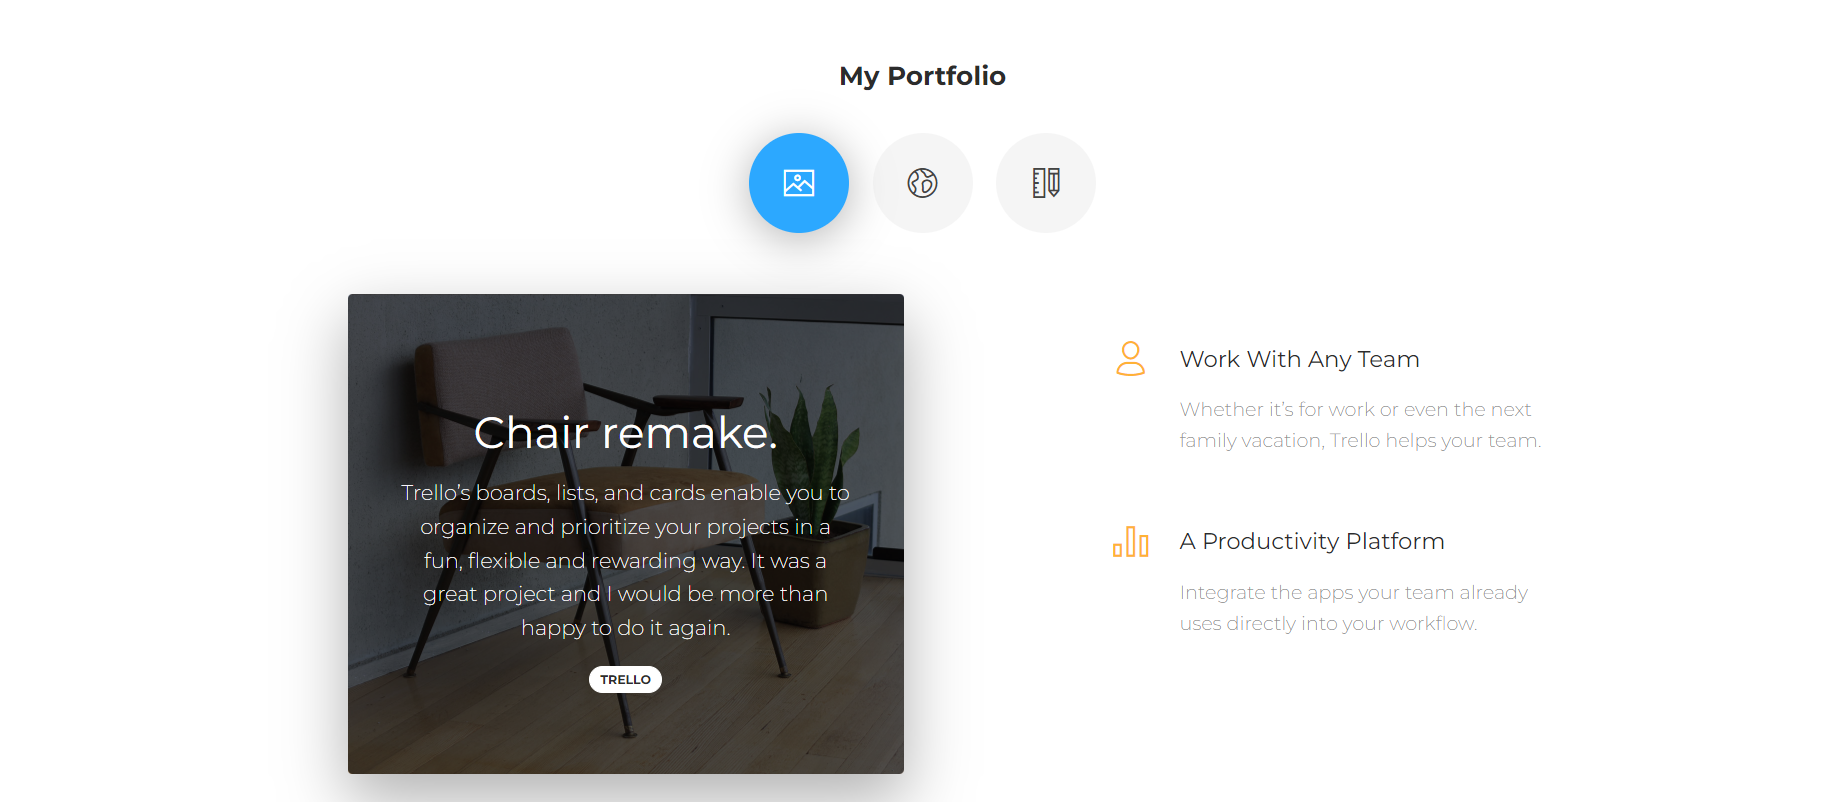 My Portfolio
Chair remake.
Trello’s boards, lists, and cards enable you to
organize and prioritize your projects in a
fun, flexible and rewarding way. It was a
great project and I would be more than
happy to do it again.
TRELLO
Work With Any Team
Whether it’s for work or even the next
family vacation, Trello helps your team.
A Productivity Platform
Integrate the apps your team already
uses directly into your workflow.